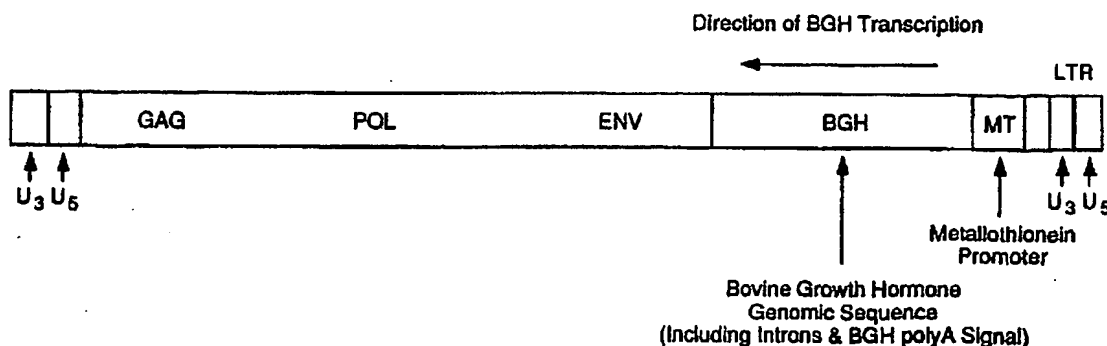 Direction of BGH Transcription
LTR
GAG POL ENV BGH MT
U3 U5 U3 U5
Metallothionein
Promoter
Bovine Growth Hormone
Genomic Sequence
(Including Introns & BGH polyA Signal)